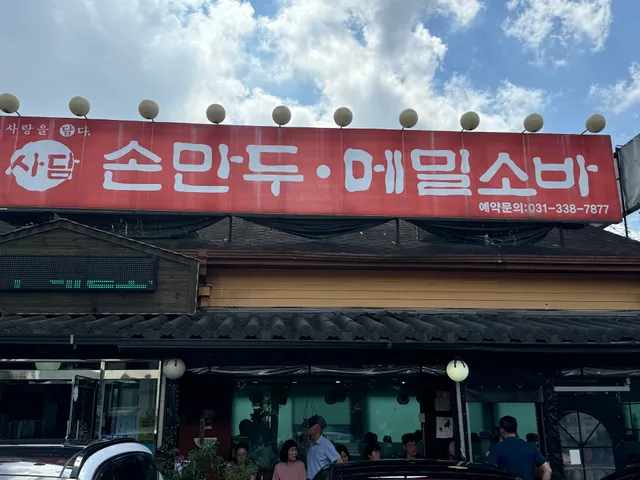 사랑을 담다.
사담 손만두·메밀소바
예약문의:031-338-7877